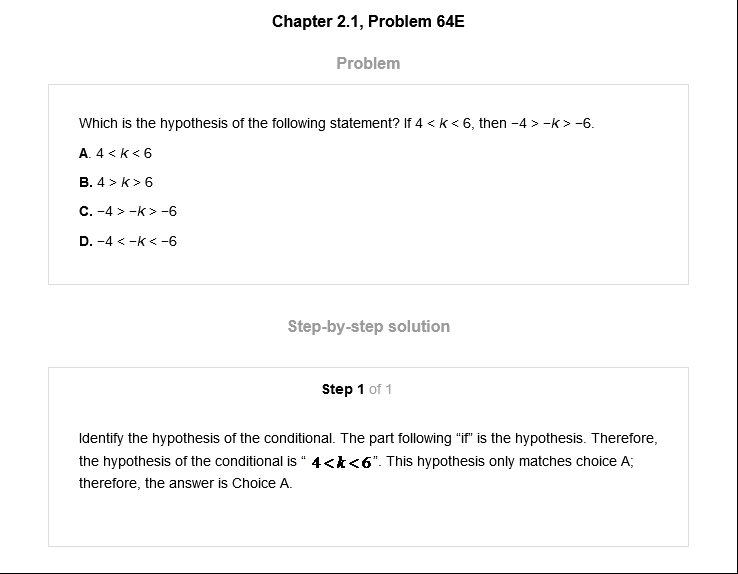 Chapter 2.1, Problem 64E
Problem
Which is the hypothesis of the following statement? If 4 < k < 6, then −4 > −k > −6.
A. 4 < k < 6
B. 4 > k > 6
C. −4 > −k > −6
D. −4 < −k < −6
Step-by-step solution
Step 1 of 1
Identify the hypothesis of the conditional. The part following “if” is the hypothesis. Therefore,
the hypothesis of the conditional is “ 4<k<6”. This hypothesis only matches choice A;
therefore, the answer is Choice A.